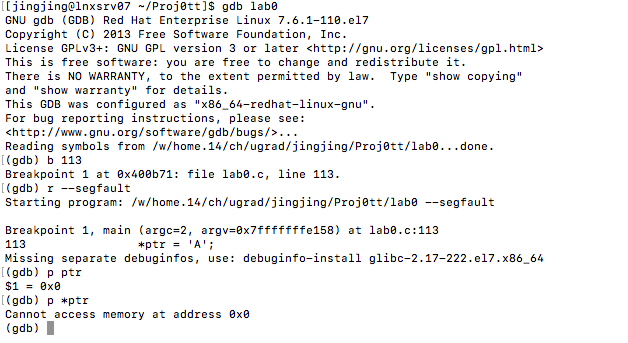 [[jingjing@lnxsrv07 ~/Proj0tt]$ gdb lab0
GNU gdb (GDB) Red Hat Enterprise Linux 7.6.1-110.el7
Copyright (C) 2013 Free Software Foundation, Inc.
License GPLv3+: GNU GPL version 3 or later <http://gnu.org/licenses/gpl.html>
This is free software: you are free to change and redistribute it.
There is NO WARRANTY, to the extent permitted by law.  Type "show copying"
and "show warranty" for details.
This GDB was configured as "x86_64-redhat-linux-gnu".
For bug reporting instructions, please see:
<http://www.gnu.org/software/gdb/bugs/>...
Reading symbols from /w/home.14/ch/ugrad/jingjing/Proj0tt/lab0...done.
[(gdb) b 113
Breakpoint 1 at 0x400b71: file lab0.c, line 113.
[(gdb) r --segfault
Starting program: /w/home.14/ch/ugrad/jingjing/Proj0tt/lab0 --segfault
Breakpoint 1, main (argc=2, argv=0x7fffffffe158) at lab0.c:113
113                *ptr = 'A';
Missing separate debuginfos, use: debuginfo-install glibc-2.17-222.el7.x86_64
[(gdb) p ptr
$1 = 0x0
[(gdb) p *ptr
Cannot access memory at address 0x0
(gdb)